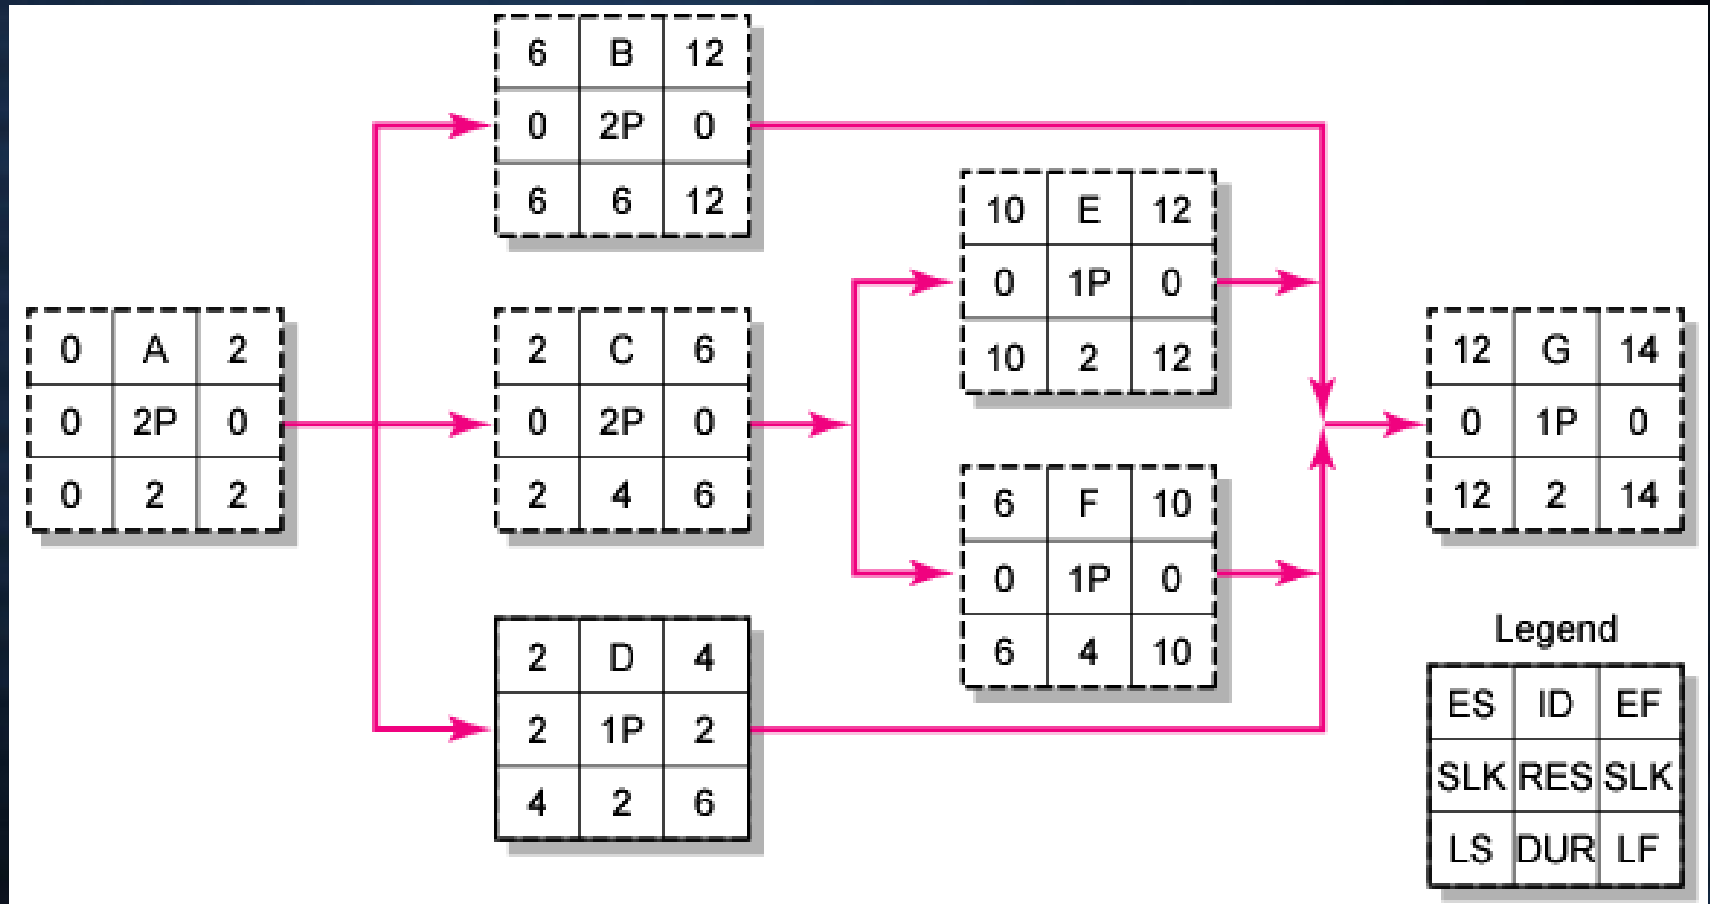 6 B 12
0 2P 0
6 6 12
10 E 12
0 1P 0
10 2 12
0 A 2
0 2P 0
0 2 2
2 C 6
0 2P 0
2 4 6
12 G 14
0 1P 0
12 2 14
6 F 10
0 1P 0
6 4 10
2 D 4
2 1P 2
4 2 6
Legend
ES ID EF
SLK RES SLK
LS DUR LF